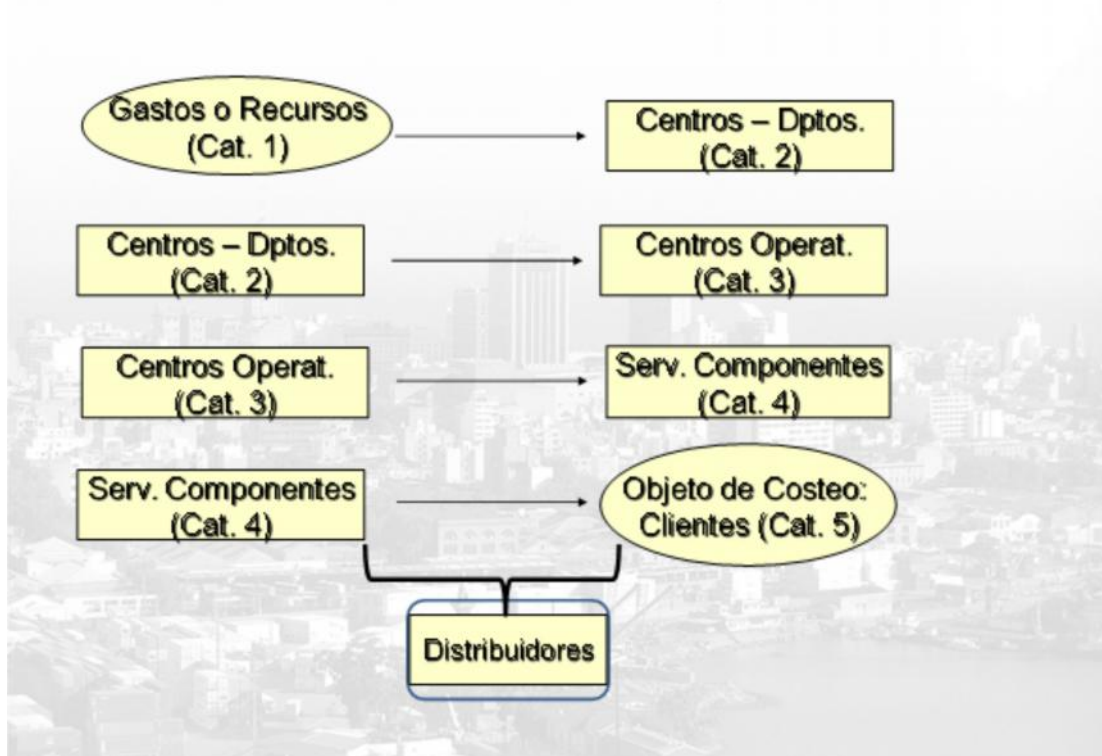 Gastos o Recursos
(Cat. 1)
Centros – Dptos.
(Cat. 2)
Centros – Dptos.
(Cat. 2)
Centros Operat.
(Cat. 3)
Centros Operat.
(Cat. 3)
Serv. Componentes
(Cat. 4)
Serv. Componentes
(Cat. 4)
Objeto de Costeo:
Clientes (Cat. 5)
Distribuidores